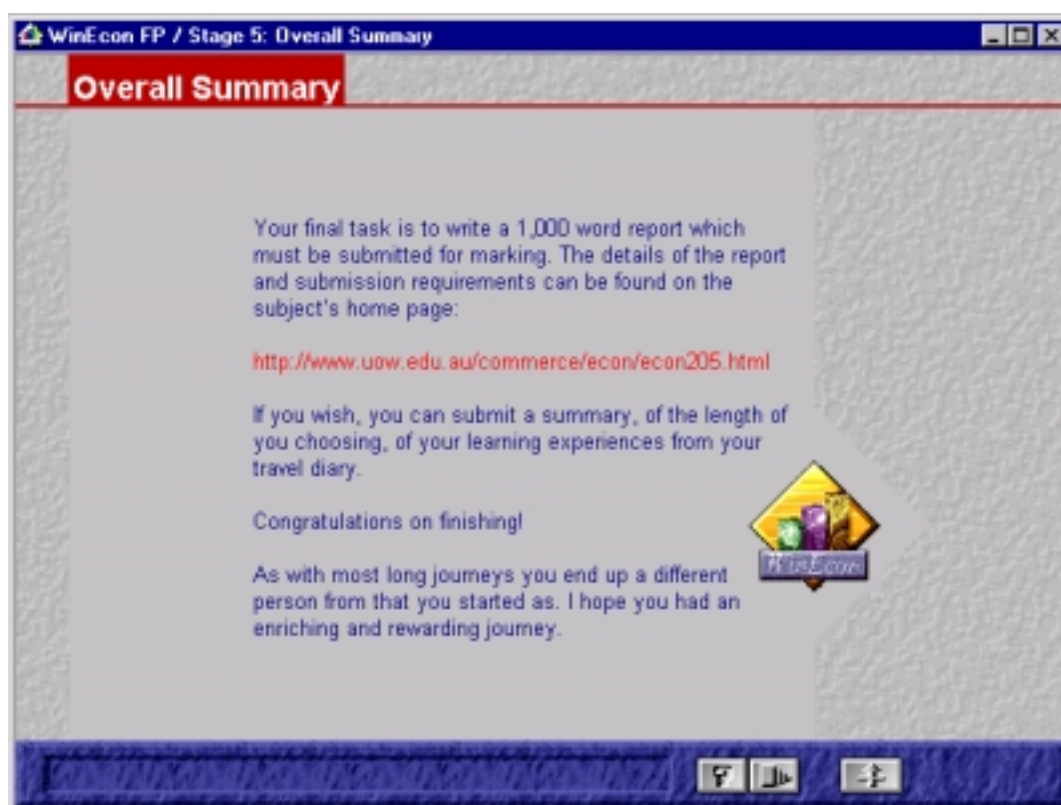 WinEcon FP / Stage 5: Overall Summary
Overall Summary
Your final task is to write a 1,000 word report which
must be submitted for marking. The details of the report
and submission requirements can be found on the
subject's home page:
http://www.uow.edu.au/commerce/econ/econ205.html
If you wish, you can submit a summary, of the length of
you choosing, of your learning experiences from your
travel diary.
Congratulations on finishing!
As with most long journeys you end up a different
person from that you started as. I hope you had an
enriching and rewarding journey.
WinEcon